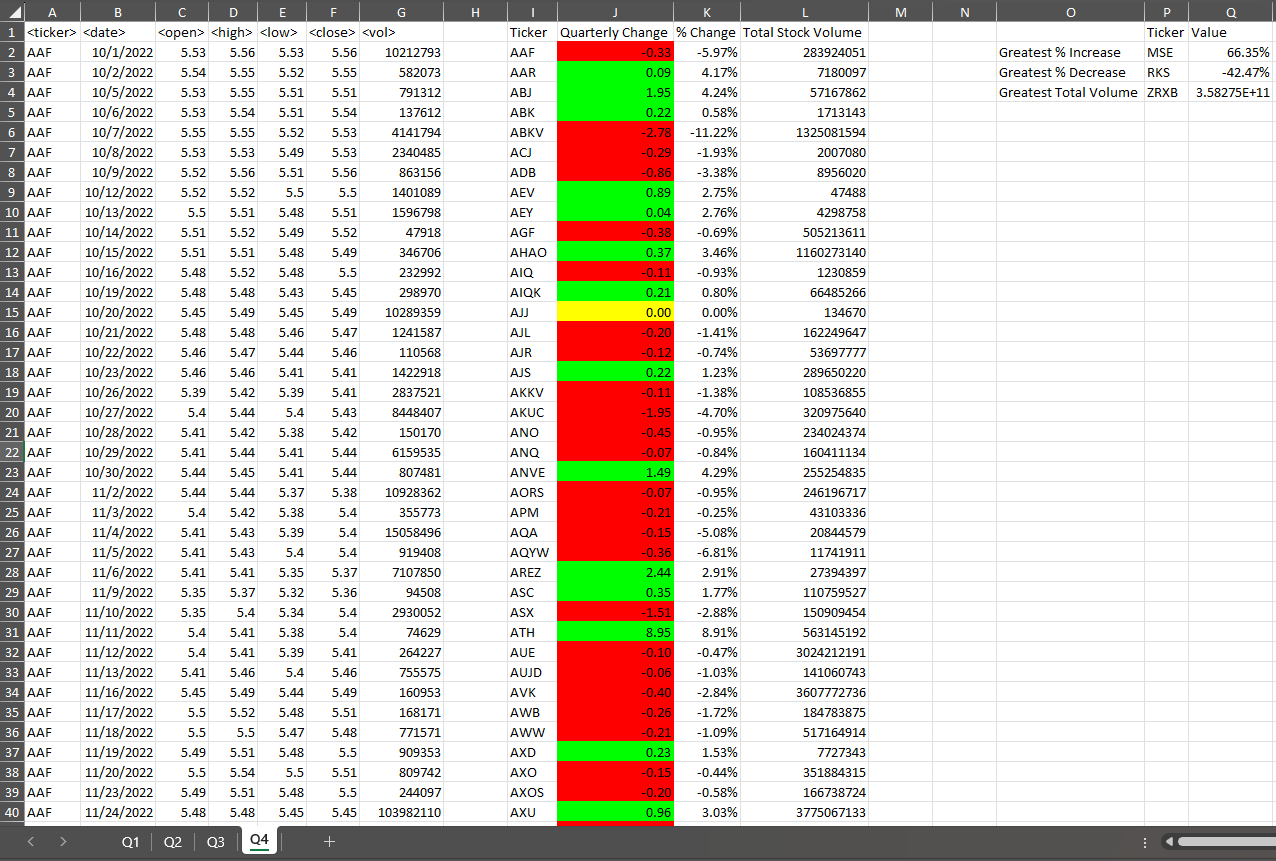 A B C D E F G H I J K L M N O P Q
1 <ticker> <date> <open> <high> <low> <close> <vol> Ticker Quarterly Change % Change Total Stock Volume Ticker Value
2 AAF 10/1/2022 5.53 5.56 5.53 5.56 10212793 AAF -0.33 -5.97% 283924051 Greatest % Increase MSE 66.35%
3 AAF 10/2/2022 5.54 5.55 5.52 5.55 582073 AAR 0.09 4.17% 7180097 Greatest % Decrease RKS -42.47%
4 AAF 10/5/2022 5.53 5.55 5.51 5.51 791312 ABJ 1.95 4.24% 57167862 Greatest Total Volume ZRXB 3.58275E+11
5 AAF 10/6/2022 5.53 5.54 5.51 5.54 137612 ABK 0.22 0.58% 1713143
6 AAF 10/7/2022 5.55 5.55 5.52 5.53 4141794 ABKV -2.78 -11.22% 1325081594
7 AAF 10/8/2022 5.53 5.53 5.49 5.53 2340485 ACJ -0.29 -1.93% 2007080
8 AAF 10/9/2022 5.52 5.56 5.51 5.56 863156 ADB -0.86 -3.38% 8956020
9 AAF 10/12/2022 5.52 5.52 5.5 5.5 1401089 AEV 0.89 2.75% 47488
10 AAF 10/13/2022 5.5 5.51 5.48 5.51 1596798 AEY 0.04 2.76% 4298758
11 AAF 10/14/2022 5.51 5.52 5.49 5.52 47918 AGF -0.38 -0.69% 505213611
12 AAF 10/15/2022 5.51 5.51 5.48 5.49 346706 AHAO 0.37 3.46% 1160273140
13 AAF 10/16/2022 5.48 5.52 5.48 5.5 232992 AIQ -0.11 -0.93% 1230859
14 AAF 10/19/2022 5.48 5.48 5.43 5.45 298970 AIQK 0.21 0.80% 66485266
15 AAF 10/20/2022 5.45 5.49 5.45 5.49 10289359 AJJ 0.00 0.00% 134670
16 AAF 10/21/2022 5.48 5.48 5.46 5.47 1241587 AJL -0.20 -1.41% 162249647
17 AAF 10/22/2022 5.46 5.47 5.44 5.46 110568 AJR -0.12 -0.74% 53697777
18 AAF 10/23/2022 5.46 5.46 5.41 5.41 1422918 AJS 0.22 1.23% 289650220
19 AAF 10/26/2022 5.39 5.42 5.39 5.41 2837521 AKKV -0.11 -1.38% 108536855
20 AAF 10/27/2022 5.4 5.44 5.4 5.43 8448407 AKUC -1.95 -4.70% 320975640
21 AAF 10/28/2022 5.41 5.42 5.38 5.42 150170 ANO -0.45 -0.95% 234024374
22 AAF 10/29/2022 5.41 5.44 5.41 5.44 6159535 ANQ -0.07 -0.84% 160411134
23 AAF 10/30/2022 5.44 5.45 5.41 5.44 807481 ANVE 1.49 4.29% 255254835
24 AAF 11/2/2022 5.44 5.44 5.37 5.38 10928362 AORS -0.07 -0.95% 246196717
25 AAF 11/3/2022 5.4 5.42 5.38 5.4 355773 APM -0.21 -0.25% 43103336
26 AAF 11/4/2022 5.41 5.43 5.39 5.4 15058496 AQA -0.15 -5.08% 20844579
27 AAF 11/5/2022 5.41 5.43 5.4 5.4 919408 AQYW -0.36 -6.81% 11741911
28 AAF 11/6/2022 5.41 5.41 5.35 5.37 7107850 AREZ 2.44 2.91% 27394397
29 AAF 11/9/2022 5.35 5.37 5.32 5.36 94508 ASC 0.35 1.77% 110759527
30 AAF 11/10/2022 5.35 5.4 5.34 5.4 2930052 ASX -1.51 -2.88% 150909454
31 AAF 11/11/2022 5.4 5.41 5.38 5.4 74629 ATH 8.95 8.91% 563145192
32 AAF 11/12/2022 5.4 5.41 5.39 5.41 264227 AUE -0.10 -0.47% 3024212191
33 AAF 11/13/2022 5.41 5.46 5.4 5.46 755575 AUJD -0.06 -1.03% 141060743
34 AAF 11/16/2022 5.45 5.49 5.44 5.49 160953 AVK -0.40 -2.84% 3607772736
35 AAF 11/17/2022 5.5 5.52 5.48 5.51 168171 AWB -0.26 -1.72% 184783875
36 AAF 11/18/2022 5.5 5.5 5.47 5.48 771571 AWW -0.21 -1.09% 517164914
37 AAF 11/19/2022 5.49 5.51 5.48 5.5 909353 AXD 0.23 1.53% 7727343
38 AAF 11/20/2022 5.5 5.54 5.5 5.51 809742 AXO -0.15 -0.44% 351884315
39 AAF 11/23/2022 5.49 5.51 5.48 5.5 244097 AXOS -0.20 -0.58% 166738724
40 AAF 11/24/2022 5.48 5.48 5.45 5.45 103982110 AXU 0.96 3.03% 3775067133
Q1 Q2 Q3 Q4